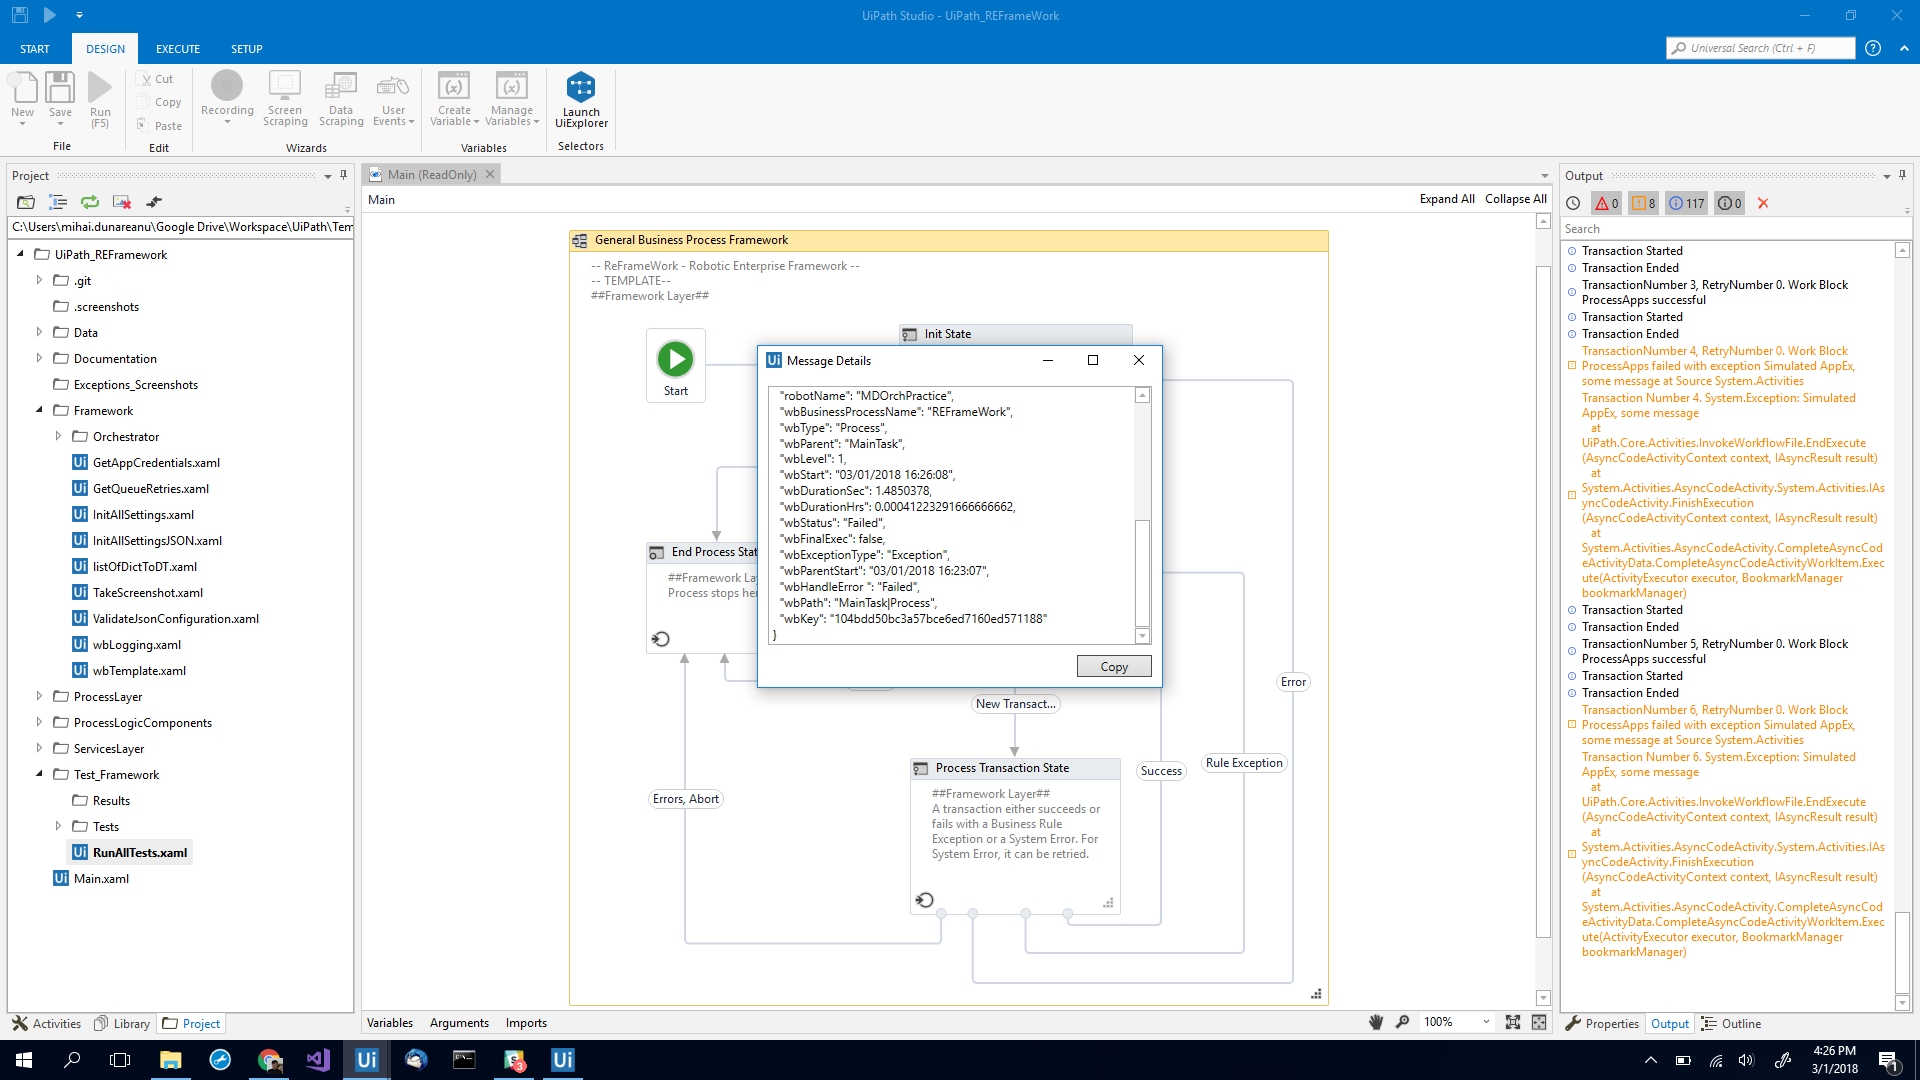 UiPath Studio - UiPath_REFrameWork
START
DESIGN
EXECUTE
SETUP
Universal Search (Ctrl + F)
New
Save
Run
(F5)
File
Cut
Copy
Paste
Edit
Recording
Screen
Scraping
Data
Scraping
User
Events
Wizards
Create
Variable
Manage
Variables
Variables
Launch
UiExplorer
Selectors
Project
C:\Users\mihai.dunareanu\Google Drive\Workspace\UiPath\Tem
UiPath_REFramework
.git
.screenshots
Data
Documentation
Exceptions_Screenshots
Framework
Orchestrator
GetAppCredentials.xaml
GetQueueRetries.xaml
InitAllSettings.xaml
InitAllSettingsJSON.xaml
listOfDictToDT.xaml
TakeScreenshot.xaml
ValidateJsonConfiguration.xaml
wbLogging.xaml
wbTemplate.xaml
ProcessLayer
ProcessLogicComponents
ServicesLayer
Test_Framework
Results
Tests
RunAllTests.xaml
Main.xaml
Activities
Library
Project
Main (ReadOnly)
Main
Expand All
Collapse All
General Business Process Framework
-- ReFrameWork - Robotic Enterprise Framework --
-- TEMPLATE--
##Framework Layer##
Start
Init State
End Process Stat
##Framework Lay
Process stops her
Message Details
"robotName": "MDOrchPractice",
"wbBusinessProcessName": "REFrameWork",
"wbType": "Process",
"wbParent": "MainTask",
"wbLevel": 1,
"wbStart": "03/01/2018 16:26:08",
"wbDurationSec": 1.4850378,
"wbDurationHrs": 0.00041223291666666662,
"wbStatus": "Failed",
"wbFinalExec": false,
"wbExceptionType": "Exception",
"wbParentStart": "03/01/2018 16:23:07",
"wbHandleError ": "Failed",
"wbPath": "MainTask|Process",
"wbKey": "104bdd50bc3a57bce6ed7160ed571188"
}
Copy
Error
New Transact...
Rule Exception
Success
Errors, Abort
Process Transaction State
##Framework Layer##
A transaction either succeeds or
fails with a Business Rule
Exception or a System Error. For
System Error, it can be retried.
Variables
Arguments
Imports
100%
Output
0
8
117
0
Search
Transaction Started
Transaction Ended
TransactionNumber 3, RetryNumber 0. Work Block
ProcessApps successful
Transaction Started
Transaction Ended
TransactionNumber 4, RetryNumber 0. Work Block
ProcessApps failed with exception Simulated AppEx,
some message at Source System.Activities
Transaction Number 4. System.Exception: Simulated
AppEx, some message
at
UiPath.Core.Activities.InvokeWorkflowFile.EndExecute
(AsyncCodeActivityContext context, IAsyncResult result)
at
System.Activities.AsyncCodeActivity.System.Activities.IAs
yncCodeActivity.FinishExecution
(AsyncCodeActivityContext context, IAsyncResult result)
at
System.Activities.AsyncCodeActivity.CompleteAsyncCod
eActivityData.CompleteAsyncCodeActivityWorkItem.Exec
ute(ActivityExecutor executor, BookmarkManager
bookmarkManager)
Transaction Started
Transaction Ended
TransactionNumber 5, RetryNumber 0. Work Block
ProcessApps successful
Transaction Started
Transaction Ended
TransactionNumber 6, RetryNumber 0. Work Block
ProcessApps failed with exception Simulated AppEx,
some message at Source System.Activities
Transaction Number 6. System.Exception: Simulated
AppEx, some message
at
UiPath.Core.Activities.InvokeWorkflowFile.EndExecute
(AsyncCodeActivityContext context, IAsyncResult result)
at
System.Activities.AsyncCodeActivity.System.Activities.IAs
yncCodeActivity.FinishExecution
(AsyncCodeActivityContext context, IAsyncResult result)
at
System.Activities.AsyncCodeActivity.CompleteAsyncCod
eActivityData.CompleteAsyncCodeActivityWorkItem.Exec
ute(ActivityExecutor executor, BookmarkManager
bookmarkManager)
Properties
Output
Outline
4:26 PM
3/1/2018